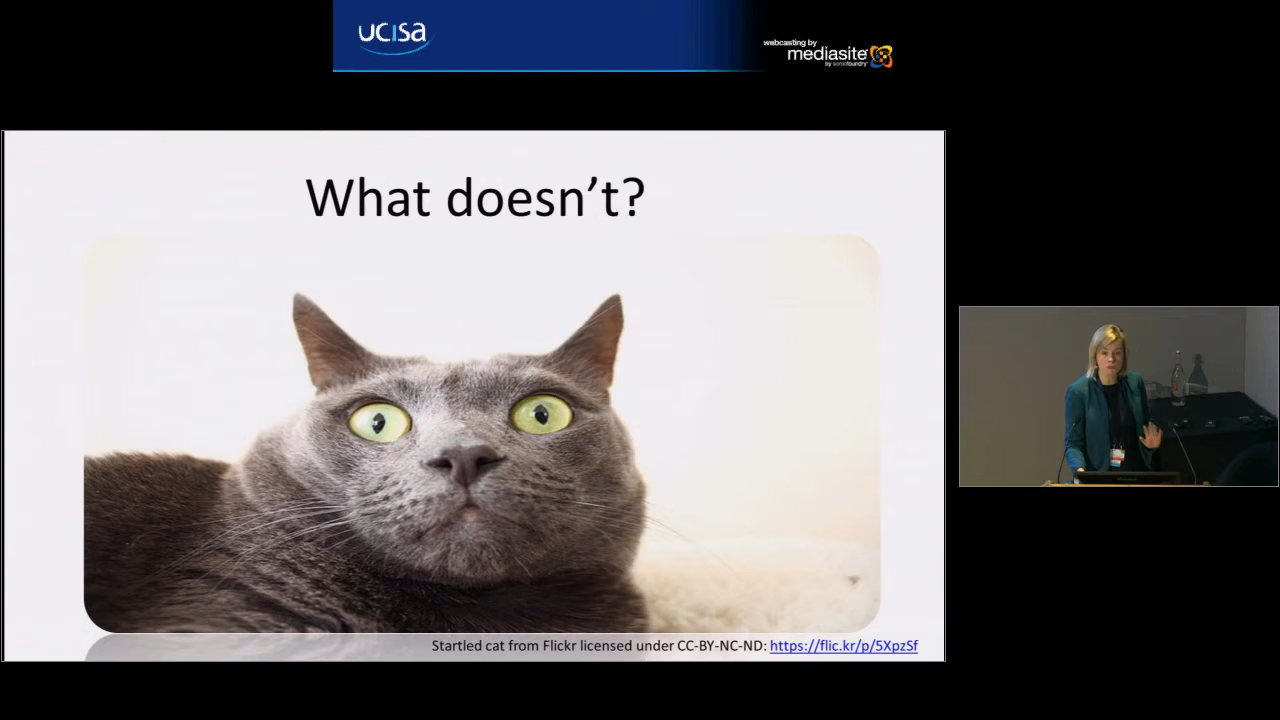 ucisa
webcasting by
mediasite
by sonicfoundry
What doesn’t?
Startled cat from Flickr licensed under CC-BY-NC-ND: https://flic.kr/p/5XpzSf